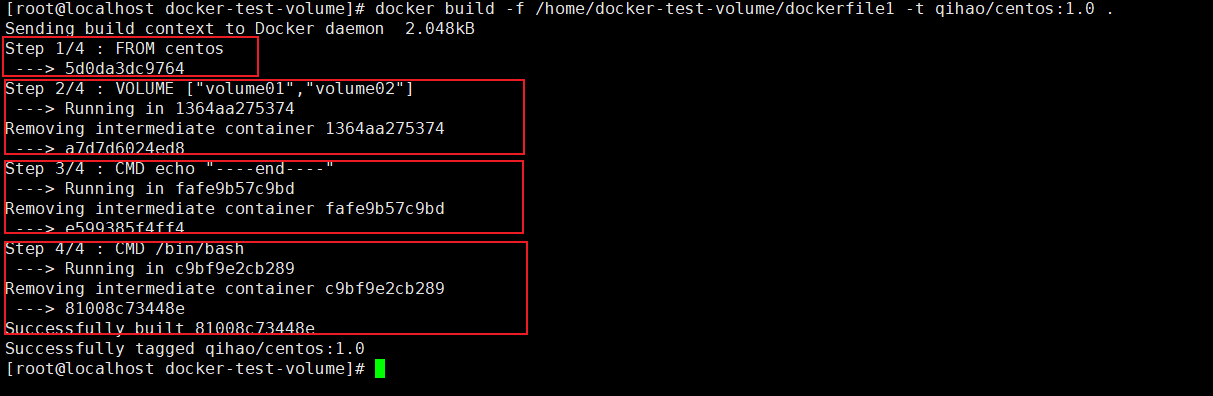 [root@localhost docker-test-volume]# docker build -f /home/docker-test-volume/dockerfile1 -t qihao/centos:1.0 .
Sending build context to Docker daemon  2.048kB
Step 1/4 : FROM centos
 ---> 5d0da3dc9764
Step 2/4 : VOLUME ["volume01","volume02"]
 ---> Running in 1364aa275374
Removing intermediate container 1364aa275374
 ---> a7d7d6024ed8
Step 3/4 : CMD echo "----end----"
 ---> Running in fafe9b57c9bd
Removing intermediate container fafe9b57c9bd
 ---> e599385f4ff4
Step 4/4 : CMD /bin/bash
 ---> Running in c9bf9e2cb289
Removing intermediate container c9bf9e2cb289
 ---> 81008c73448e
Successfully built 81008c73448e
Successfully tagged qihao/centos:1.0
[root@localhost docker-test-volume]#